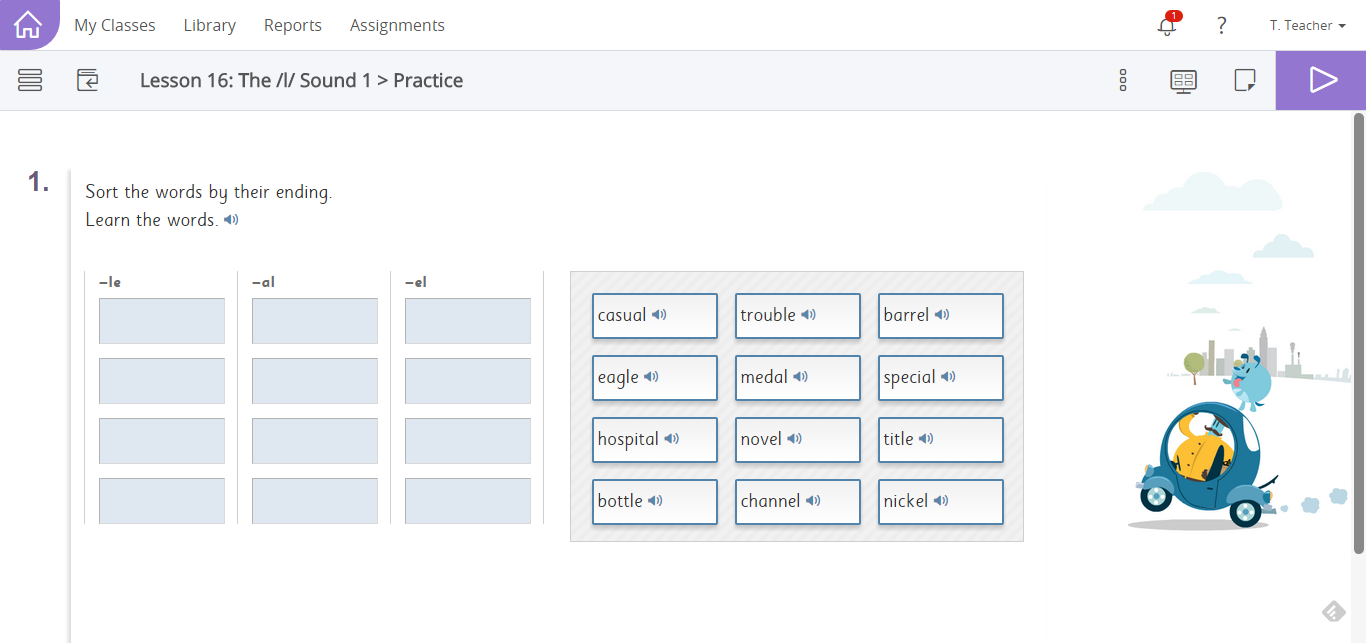 My Classes Library Reports Assignments 1 ? T. Teacher
Lesson 16: The /l/ Sound 1 > Practice
1.
Sort the words by their ending.
Learn the words.
–le –al –el
casual trouble barrel
eagle medal special
hospital novel title
bottle channel nickel